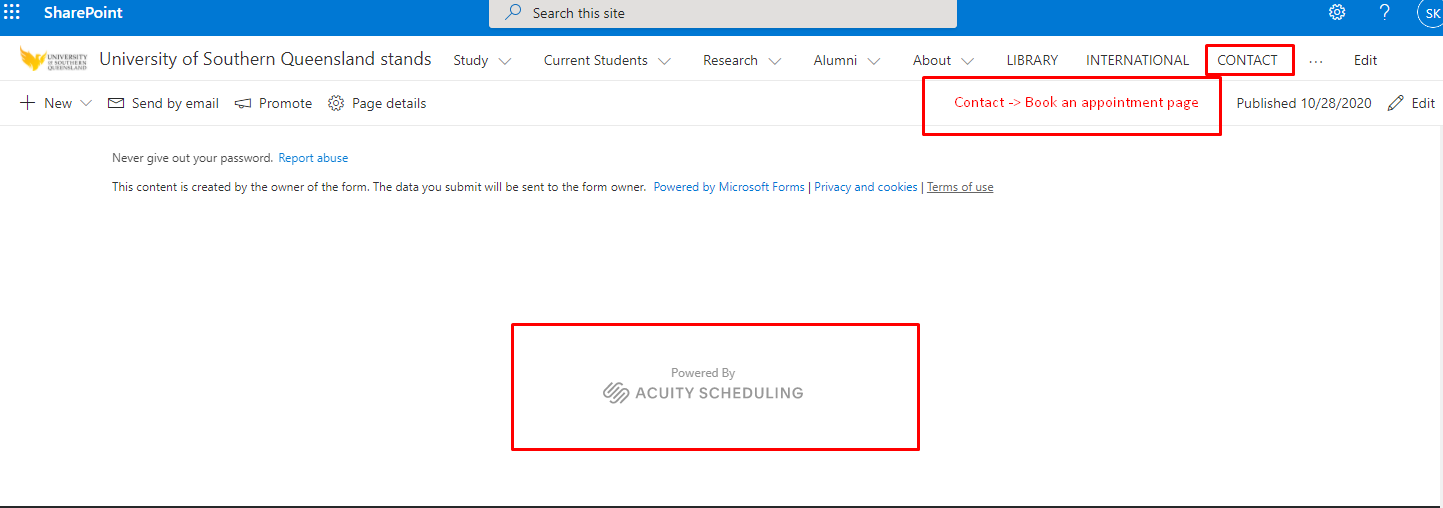 SharePoint
Search this site
?
SK
UNIVERSITY
OF SOUTHERN
QUEENSLAND
University of Southern Queensland stands Study Current Students Research Alumni About LIBRARY INTERNATIONAL CONTACT ... Edit
New Send by email Promote Page details Contact -> Book an appointment page Published 10/28/2020 Edit
Never give out your password. Report abuse
This content is created by the owner of the form. The data you submit will be sent to the form owner. Powered by Microsoft Forms | Privacy and cookies | Terms of use
Powered By
ACUITY SCHEDULING